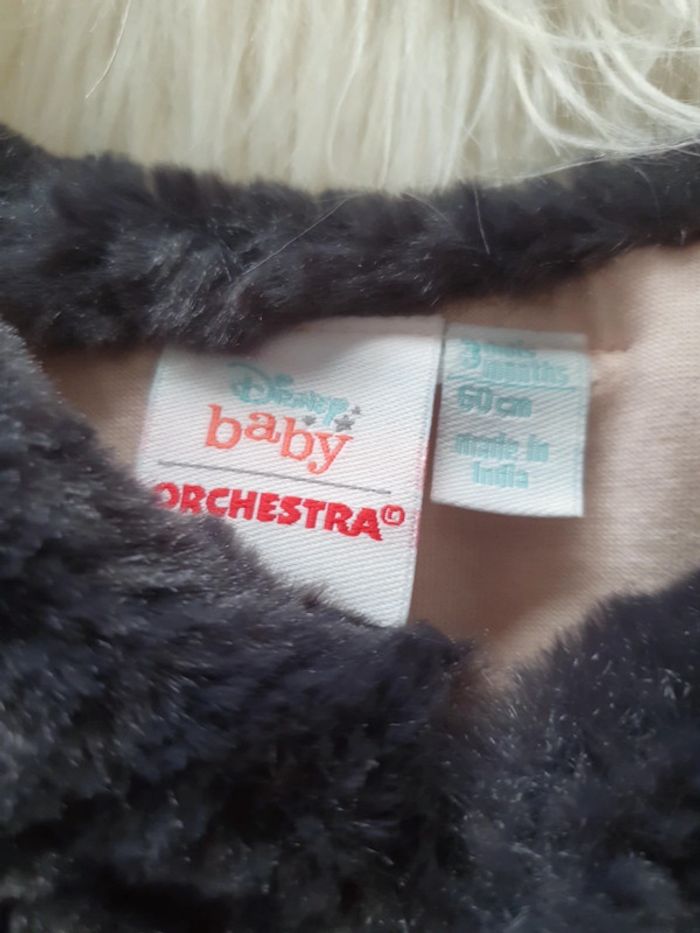 Disney
baby
ORCHESTRA®
3 mois
3 months
60 cm
made in
India